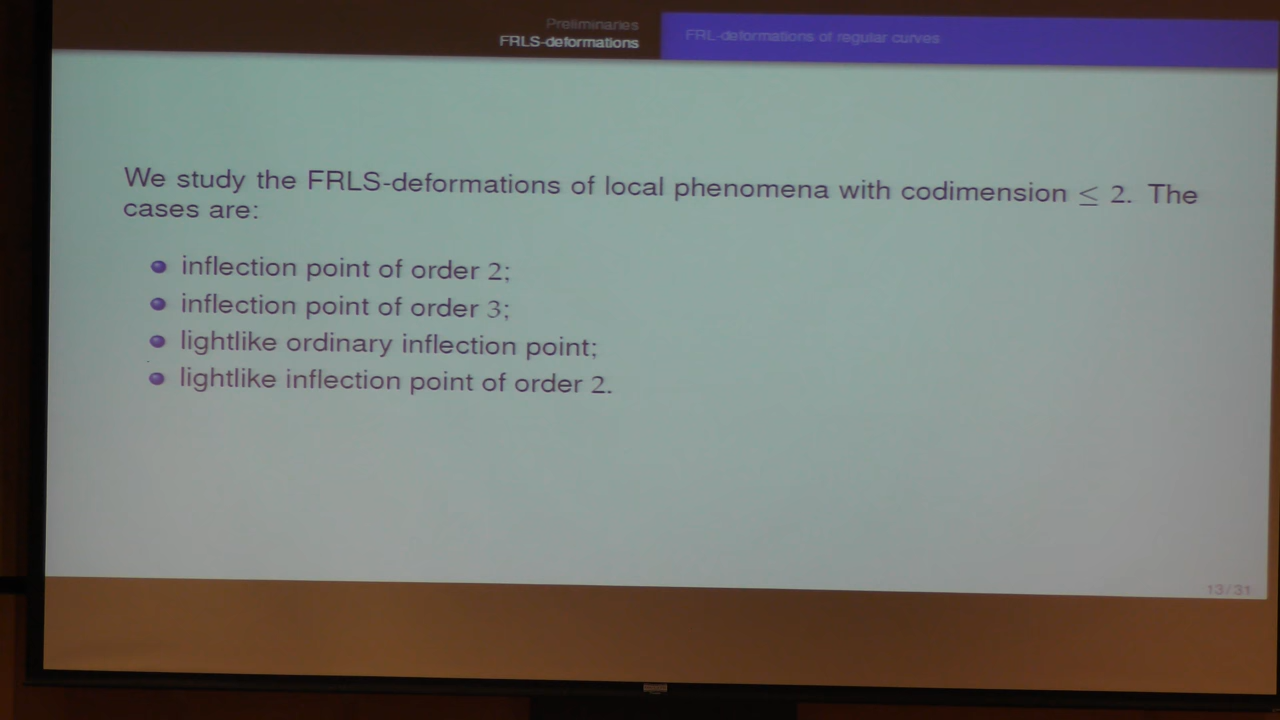 Preliminaries
FRLS-deformations
FRL-deformations of regular curves
We study the FRLS-deformations of local phenomena with codimension ≤ 2. The
cases are:
inflection point of order 2;
inflection point of order 3;
lightlike ordinary inflection point;
lightlike inflection point of order 2.
13/31